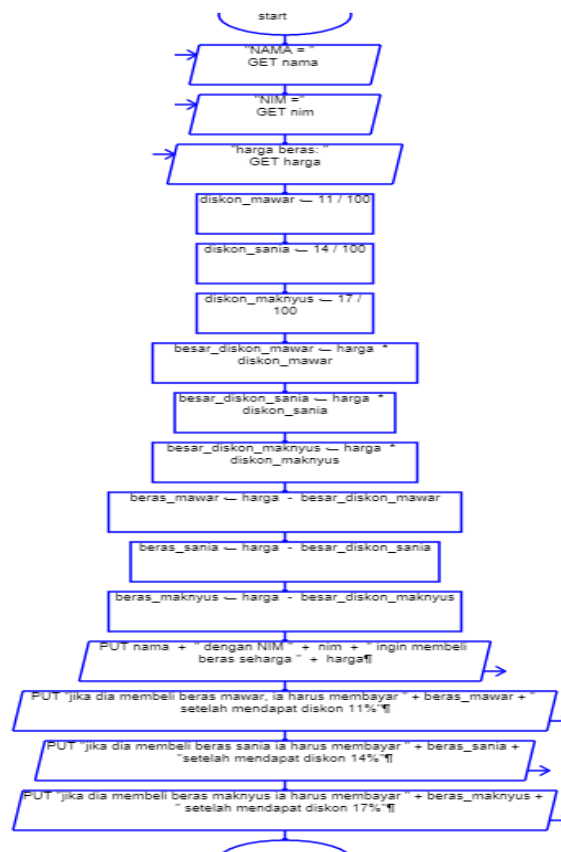 start
"NAMA = "
GET nama
"NIM ="
GET nim
"harga beras: "
GET harga
diskon_mawar ← 11 / 100
diskon_sania ← 14 / 100
diskon_maknyus ← 17 /
100
besar_diskon_mawar ← harga *
diskon_mawar
besar_diskon_sania ← harga *
diskon_sania
besar_diskon_maknyus ← harga *
diskon_maknyus
beras_mawar ← harga - besar_diskon_mawar
beras_sania ← harga - besar_diskon_sania
beras_maknyus ← harga - besar_diskon_maknyus
PUT nama + " dengan NIM " + nim + " ingin membeli
beras seharga " + harga¶
PUT "jika dia membeli beras mawar, ia harus membayar " + beras_mawar + "
setelah mendapat diskon 11%"¶
PUT "jika dia membeli beras sania ia harus membayar " + beras_sania +
"setelah mendapat diskon 14%"¶
PUT "jika dia membeli beras maknyus ia harus membayar " + beras_maknyus +
" setelah mendapat diskon 17%"¶